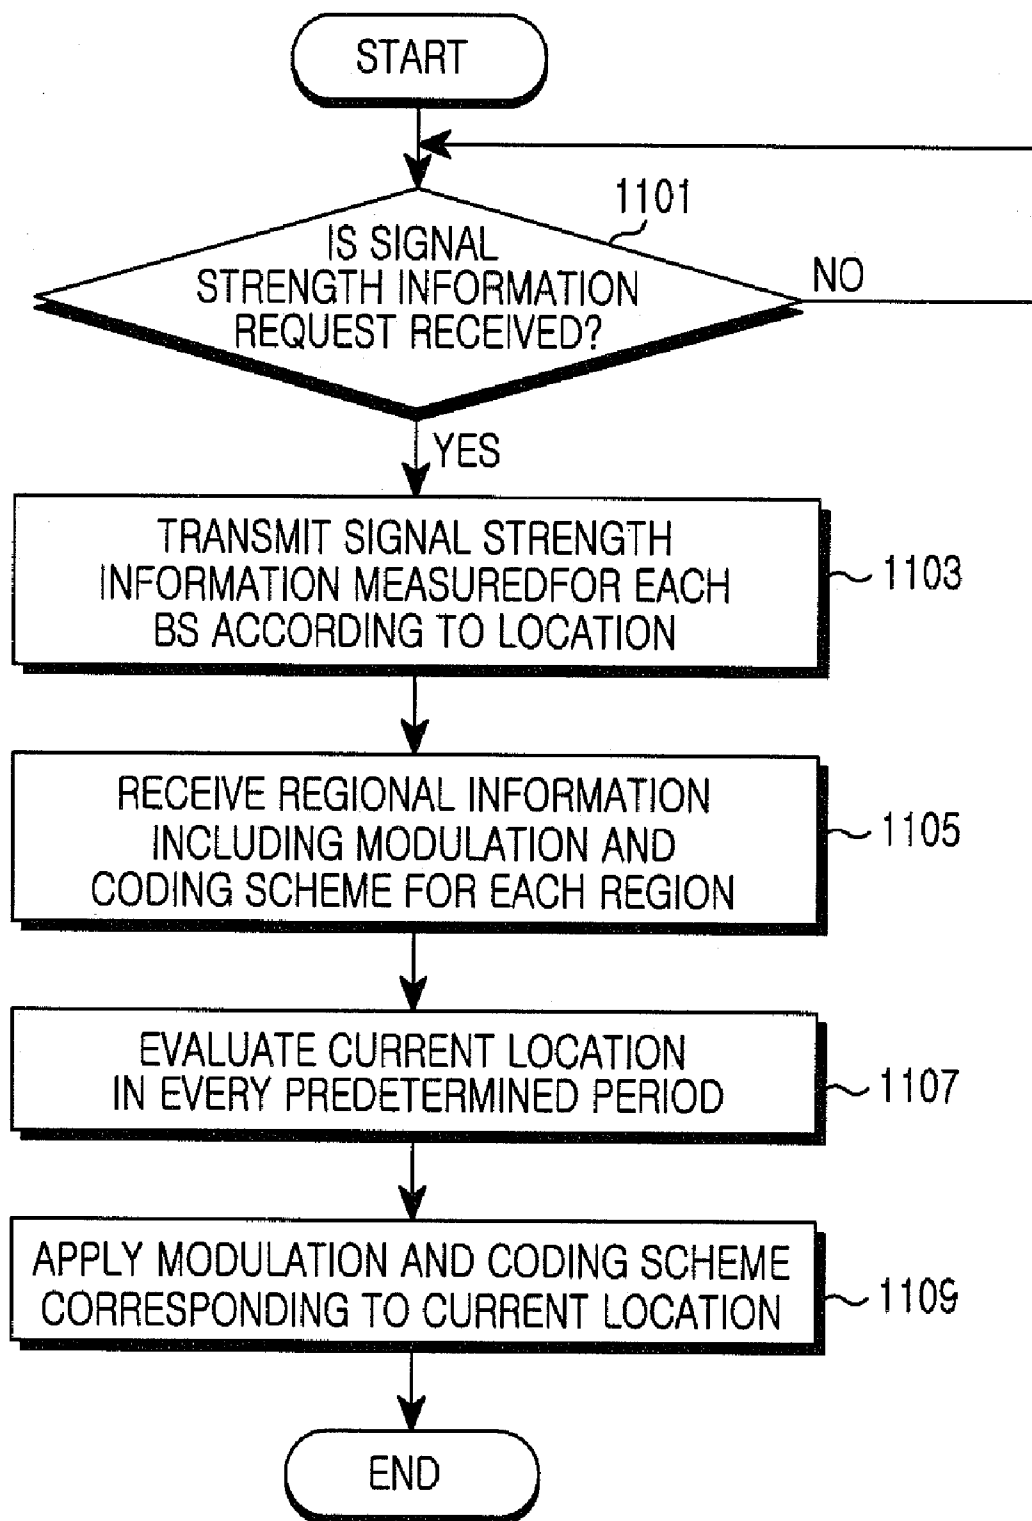 START
1101
IS SIGNAL
STRENGTH INFORMATION
REQUEST RECEIVED?
NO
YES
TRANSMIT SIGNAL STRENGTH
INFORMATION MEASUREDFOR EACH
BS ACCORDING TO LOCATION
1103
RECEIVE REGIONAL INFORMATION
INCLUDING MODULATION AND
CODING SCHEME FOR EACH REGION
1105
EVALUATE CURRENT LOCATION
IN EVERY PREDETERMINED PERIOD
1107
APPLY MODULATION AND CODING SCHEME
CORRESPONDING TO CURRENT LOCATION
1109
END